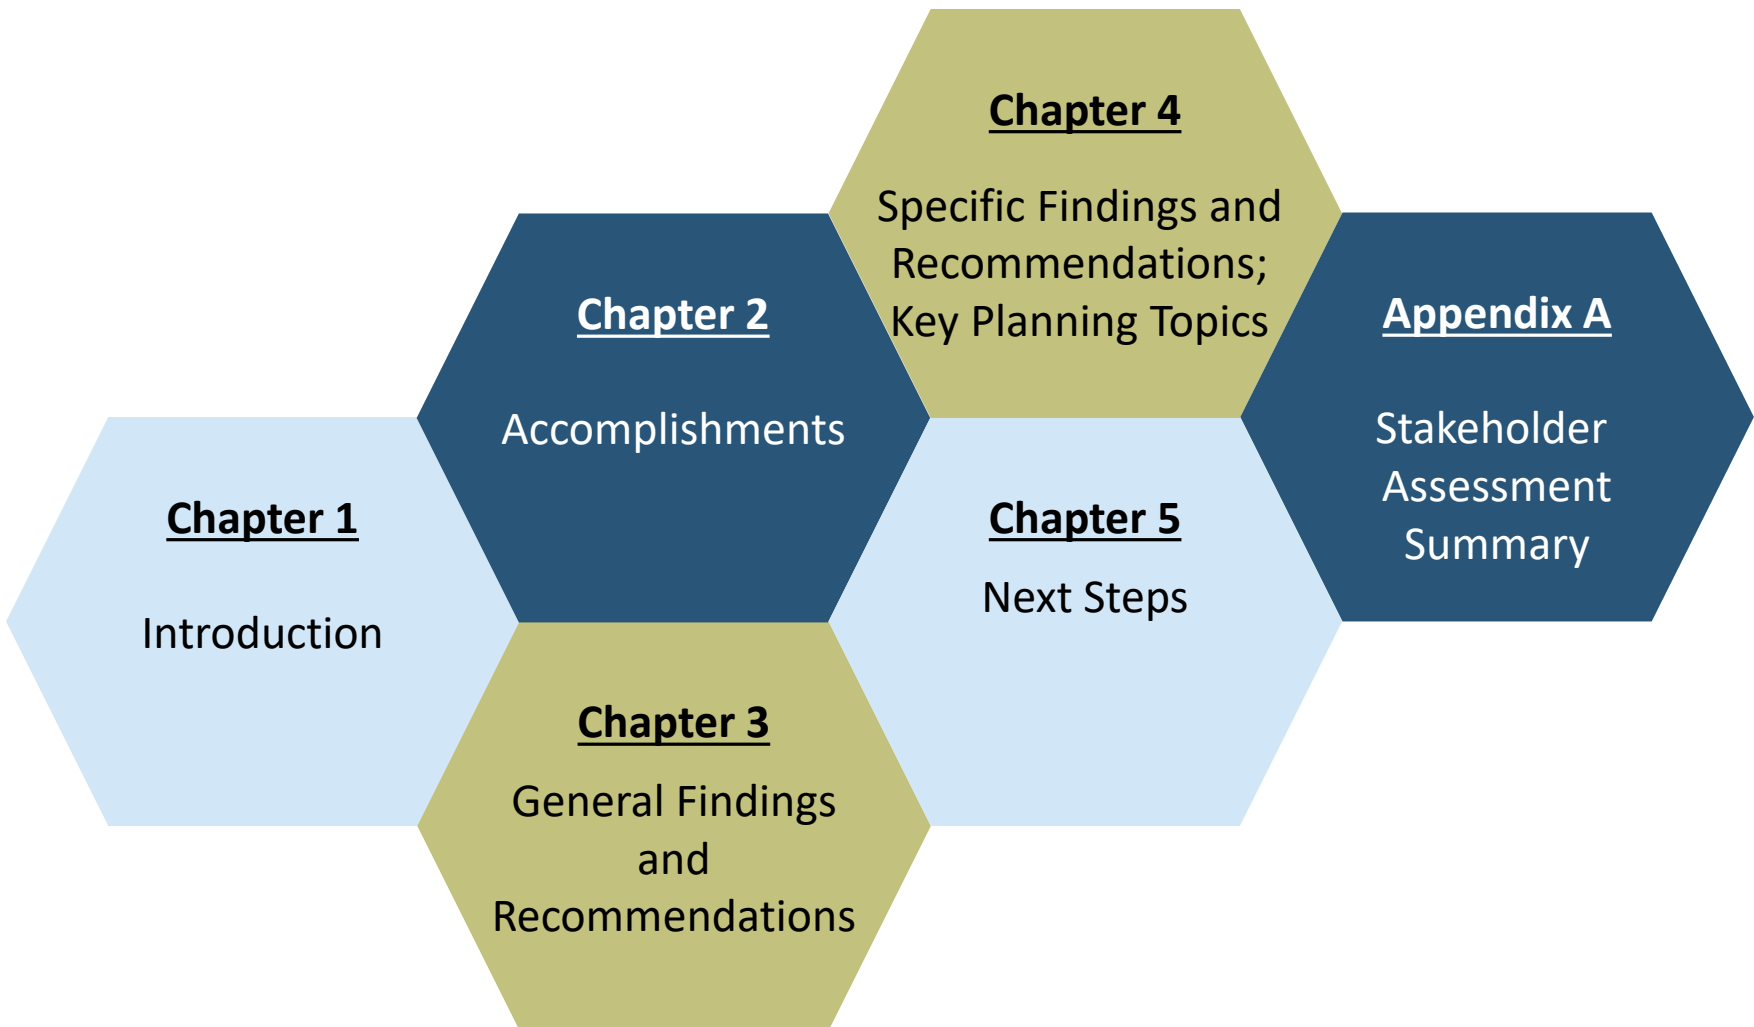 Chapter 1
Introduction
Chapter 2
Accomplishments
Chapter 3
General Findings
and
Recommendations
Chapter 4
Specific Findings and
Recommendations;
Key Planning Topics
Chapter 5
Next Steps
Appendix A
Stakeholder
Assessment
Summary